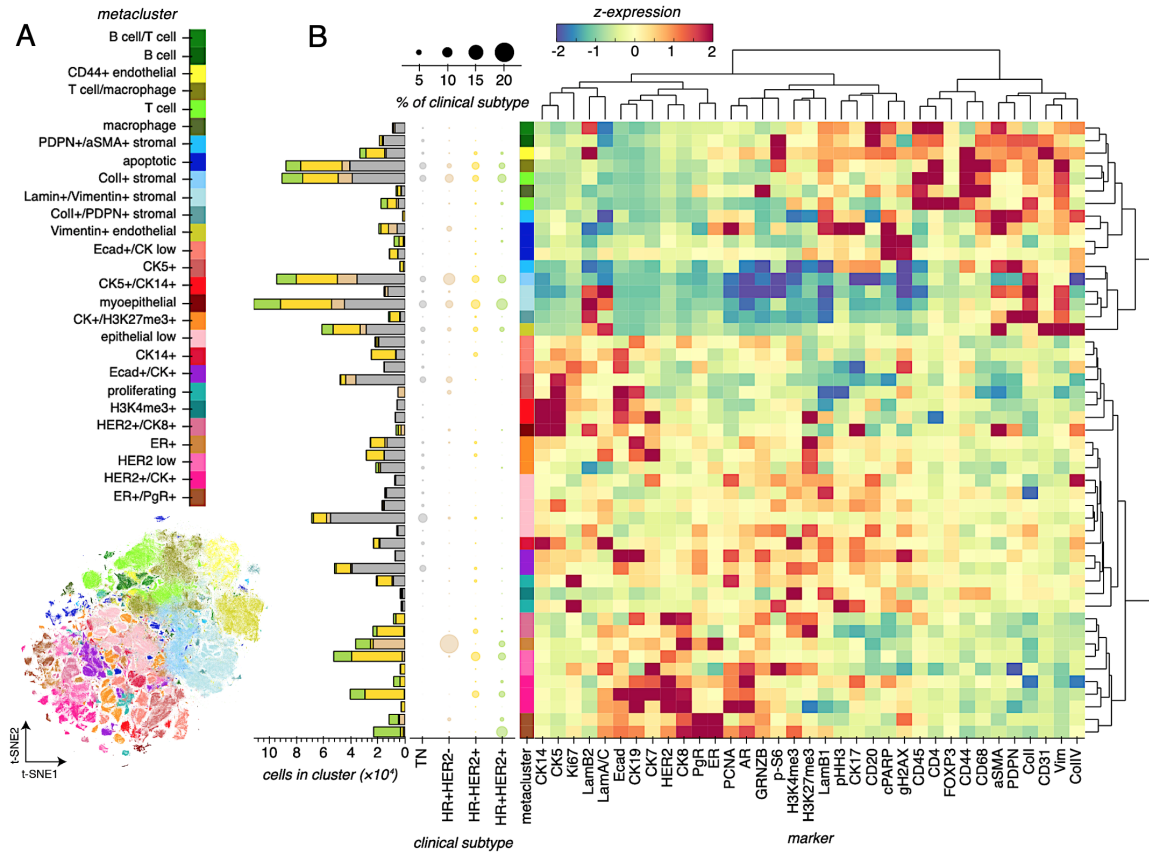 A
metacluster
B cell/T cell
B cell
CD44+ endothelial
T cell/macrophage
T cell
macrophage
PDPN+/aSMA+ stromal
apoptotic
ColI+ stromal
Lamin+/Vimentin+ stromal
ColI+/PDPN+ stromal
Vimentin+ endothelial
Ecad+/CK low
CK5+
CK5+/CK14+
myoepithelial
CK+/H3K27me3+
epithelial low
CK14+
Ecad+/CK+
proliferating
H3K4me3+
HER2+/CK8+
ER+
HER2 low
HER2+/CK+
ER+/PgR+
t-SNE2
t-SNE1
B
5 10 15 20
% of clinical subtype
z-expression
-2 -1 0 1 2
10 8 6 4 2 0
cells in cluster (×10⁴)
TN
HR+HER2-
HR-HER2+
HR+HER2+
clinical subtype
metacluster
CK14
CK5
Ki67
LamB2
LamA/C
Ecad
CK19
CK7
HER2
CK8
PgR
ER
PCNA
AR
GRNZB
p-S6
H3K4me3
H3K27me3
LamB1
pHH3
CK17
CD20
cPARP
gH2AX
CD45
CD4
FOXP3
CD44
CD68
aSMA
PDPN
ColI
CD31
Vim
ColIV
marker